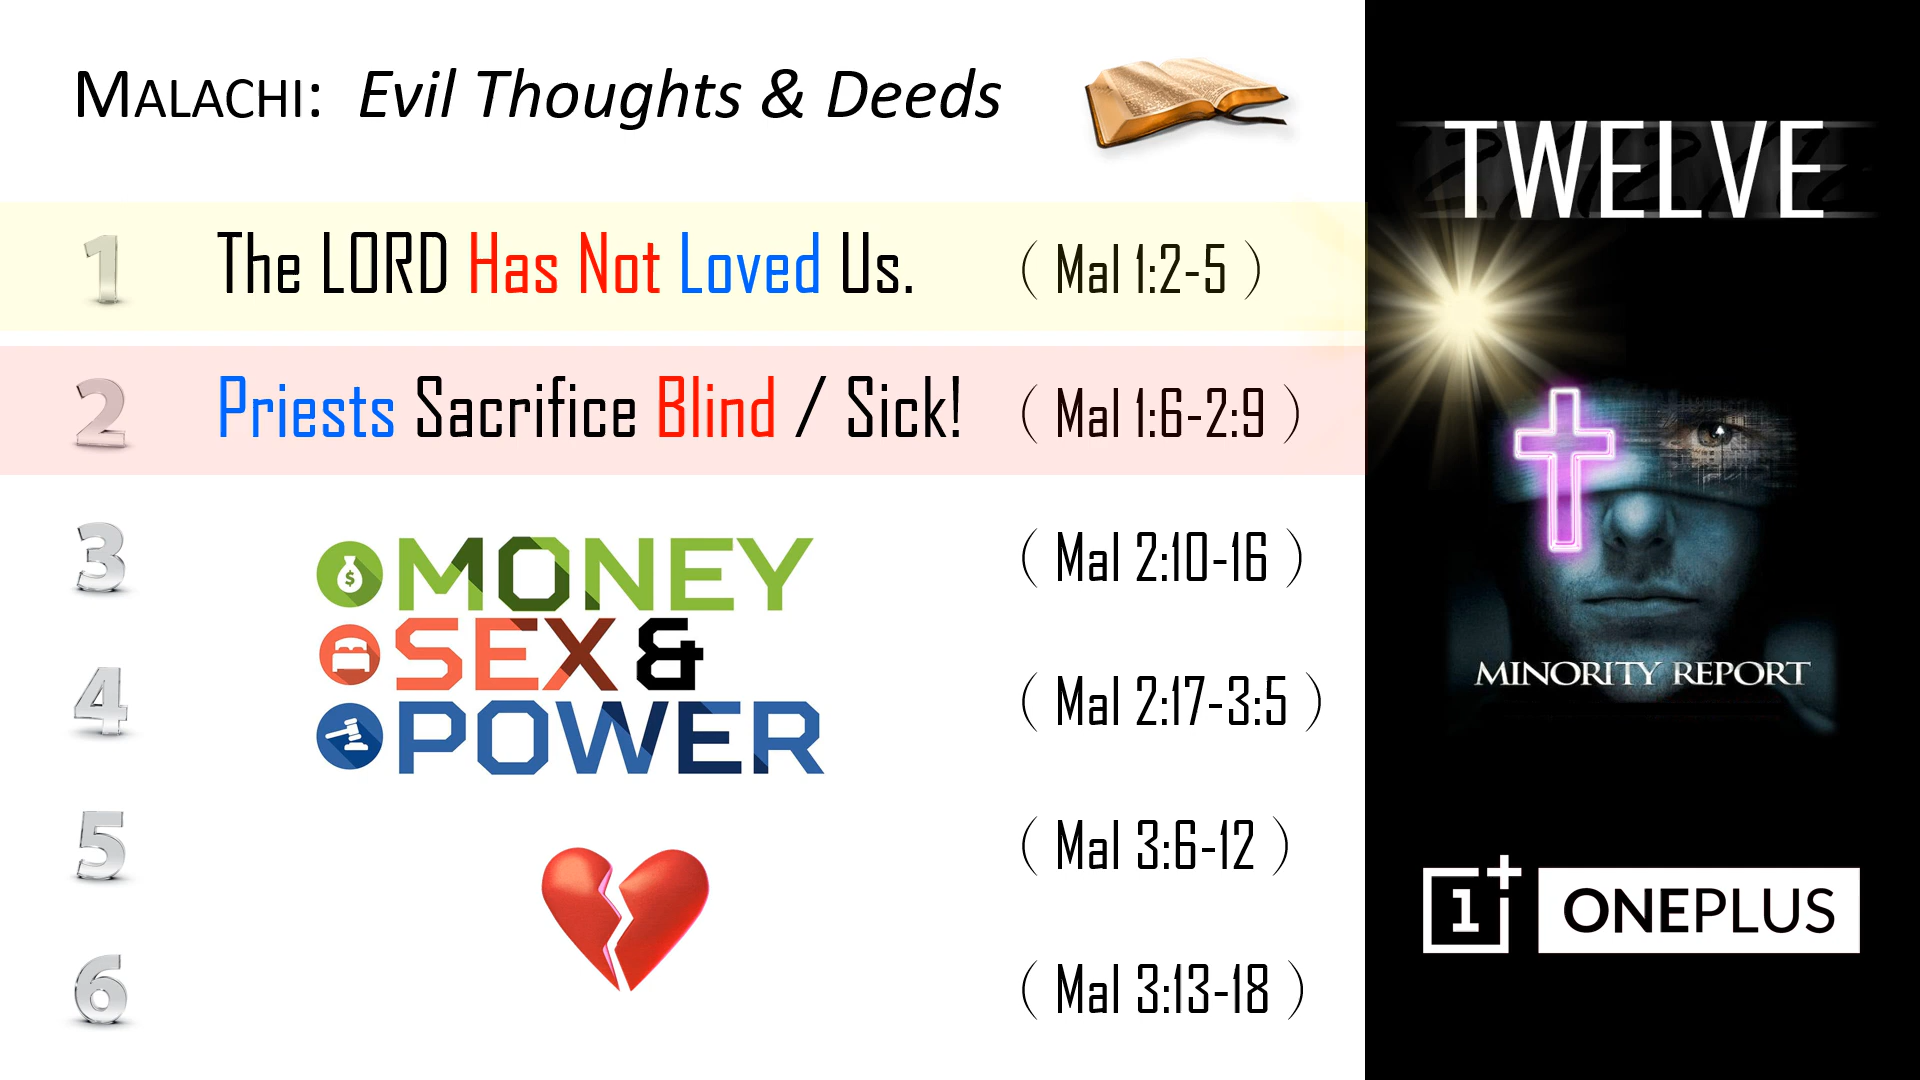 MALACHI: Evil Thoughts & Deeds
1 The LORD Has Not Loved Us. ( Mal 1:2-5 )
2 Priests Sacrifice Blind / Sick! ( Mal 1:6-2:9 )
3 ( Mal 2:10-16 )
4 ( Mal 2:17-3:5 )
5 ( Mal 3:6-12 )
6 ( Mal 3:13-18 )
$ MONEY
SEX &
POWER
TWELVE
MINORITY REPORT
1+ ONEPLUS